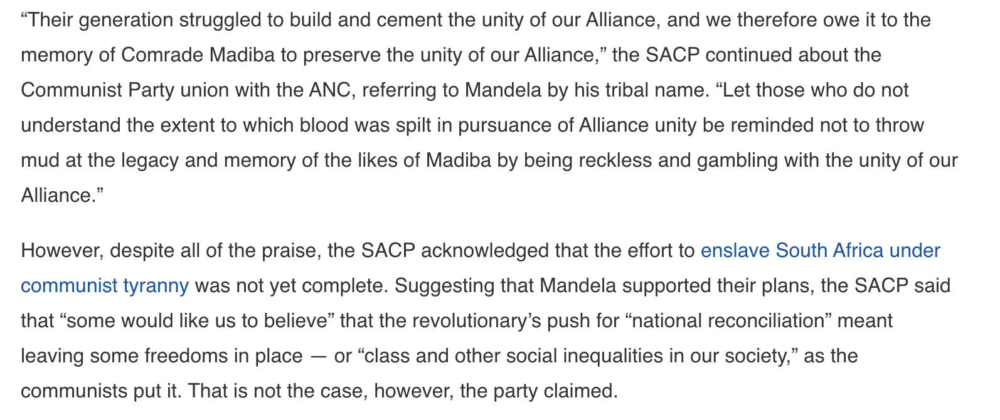 “Their generation struggled to build and cement the unity of our Alliance, and we therefore owe it to the
memory of Comrade Madiba to preserve the unity of our Alliance,” the SACP continued about the
Communist Party union with the ANC, referring to Mandela by his tribal name. “Let those who do not
understand the extent to which blood was spilt in pursuance of Alliance unity be reminded not to throw
mud at the legacy and memory of the likes of Madiba by being reckless and gambling with the unity of our
Alliance.”
However, despite all of the praise, the SACP acknowledged that the effort to enslave South Africa under
communist tyranny was not yet complete. Suggesting that Mandela supported their plans, the SACP said
that “some would like us to believe” that the revolutionary’s push for “national reconciliation” meant
leaving some freedoms in place — or “class and other social inequalities in our society,” as the
communists put it. That is not the case, however, the party claimed.